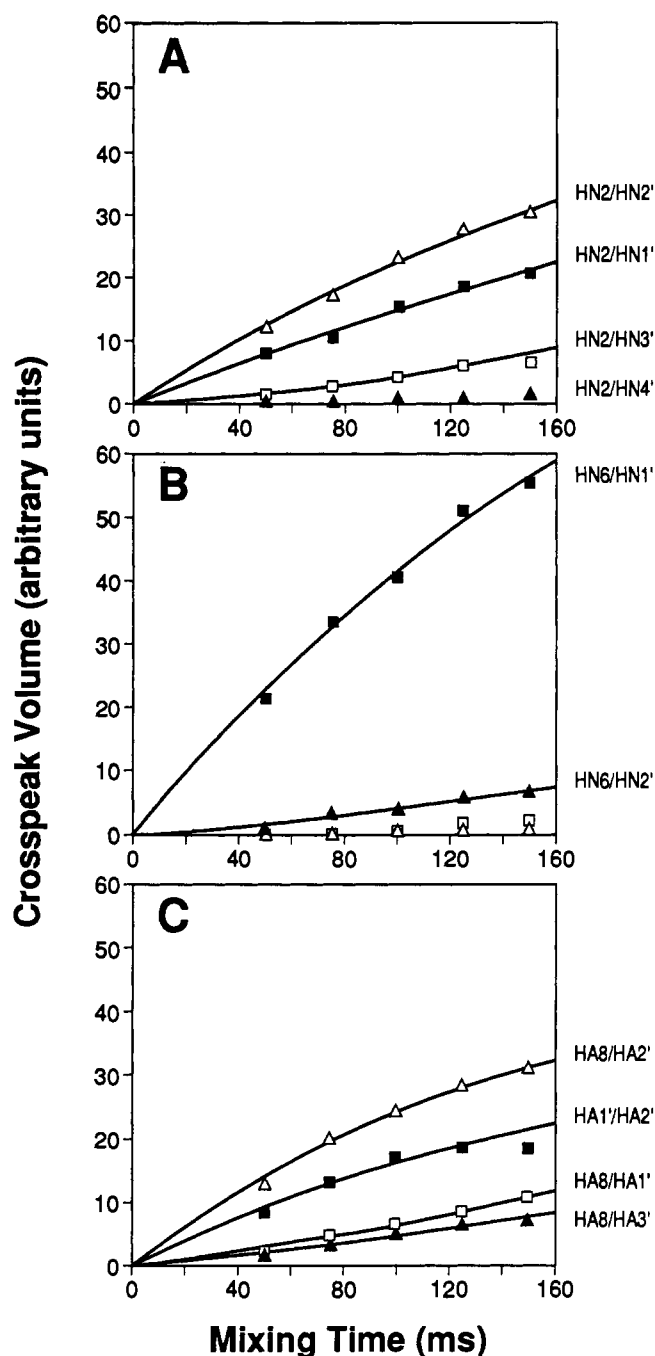 Crosspeak Volume (arbitrary units)
A
60
50
40
30
20
10
0
0
40
80
120
160
HN2/HN2'
HN2/HN1'
HN2/HN3'
HN2/HN4'
B
60
50
40
30
20
10
0
0
40
80
120
160
HN6/HN1'
HN6/HN2'
C
60
50
40
30
20
10
0
0
40
80
120
160
HA8/HA2'
HA1'/HA2'
HA8/HA1'
HA8/HA3'
Mixing Time (ms)